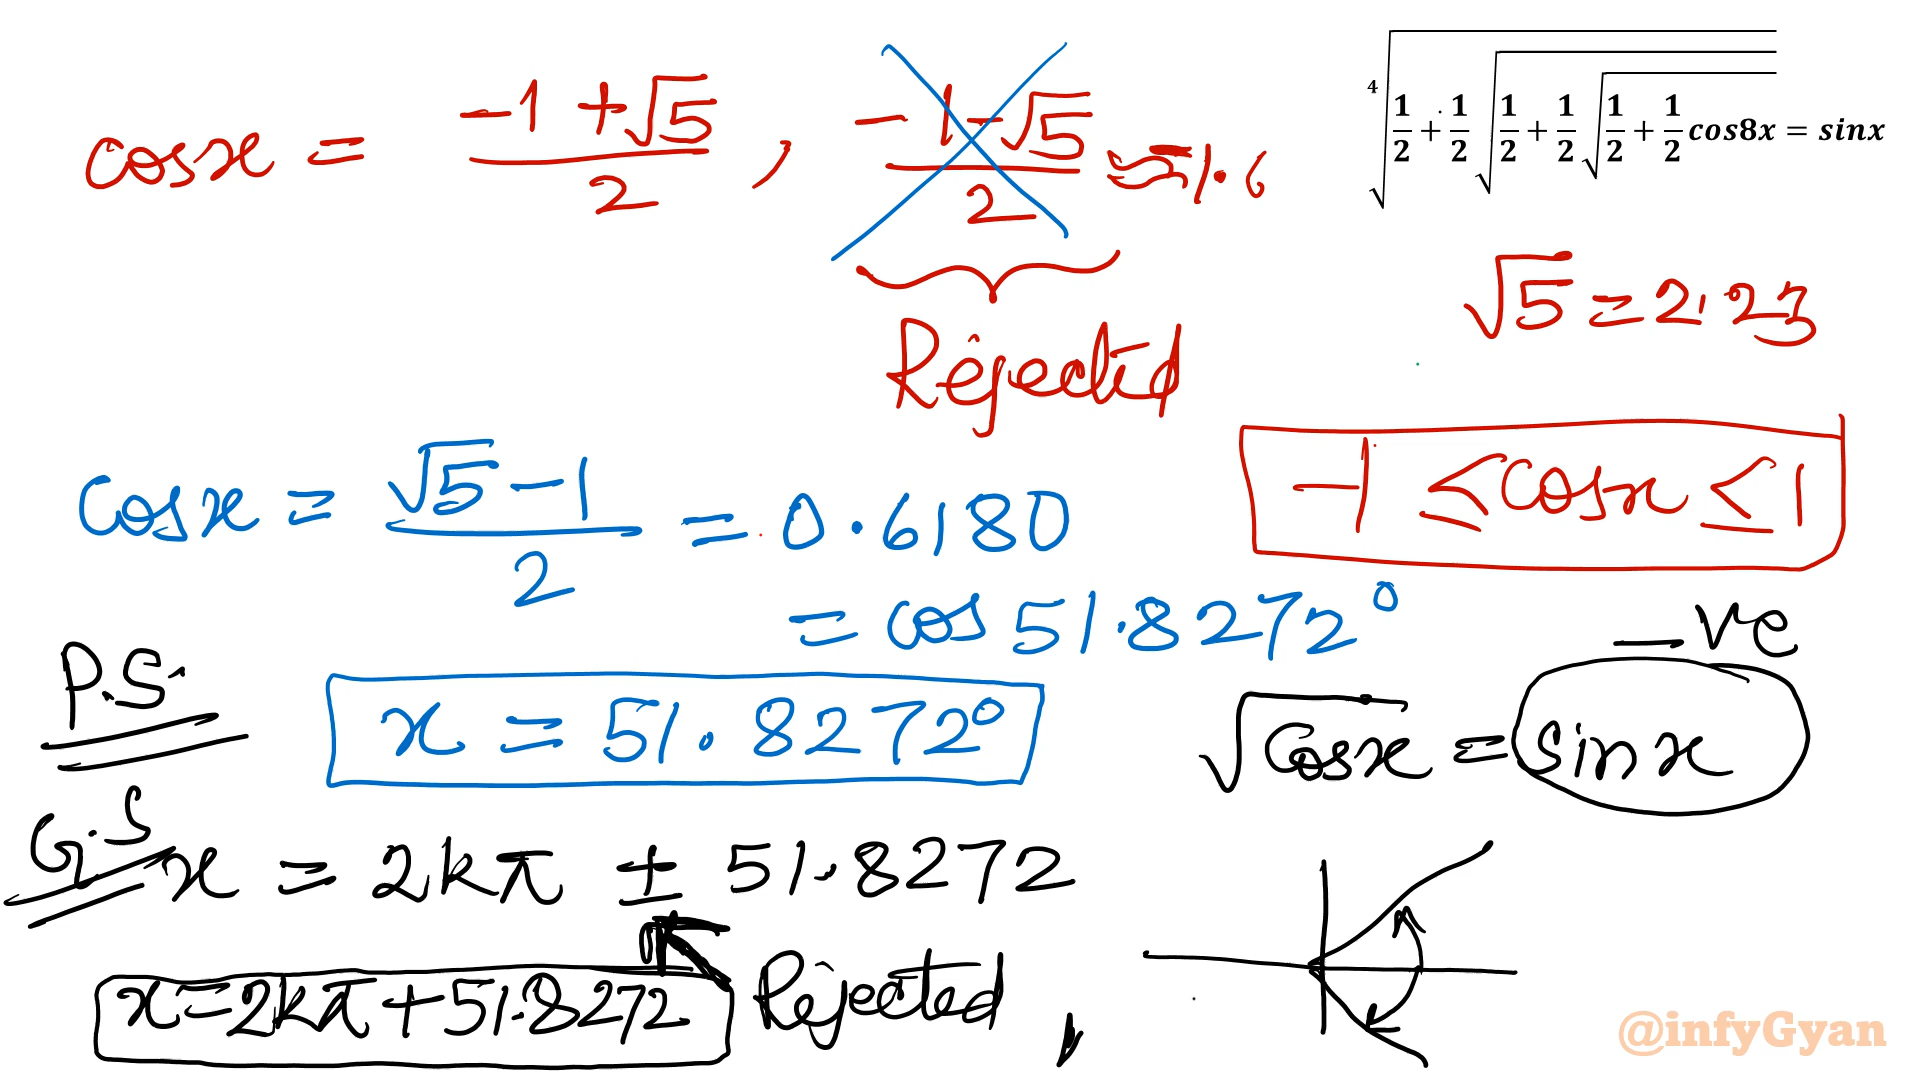 cosx = (-1 + √5)/2 , (-1 - √5)/2 ≈ -1.6
⁴√(1/2 + 1/2 √(1/2 + 1/2 √(1/2 + 1/2 cos8x))) = sinx
√5 = 2.23
Rejected
-1 ≤ cosx ≤ 1
cosx = (√5 - 1)/2 = 0.6180
= cos 51.8272°
-ve
P.S.
x = 51.8272°
√cosx = sinx
G.S
x = 2kπ ± 51.8272
x = 2kπ + 51.8272
Rejected ,
@infyGyan